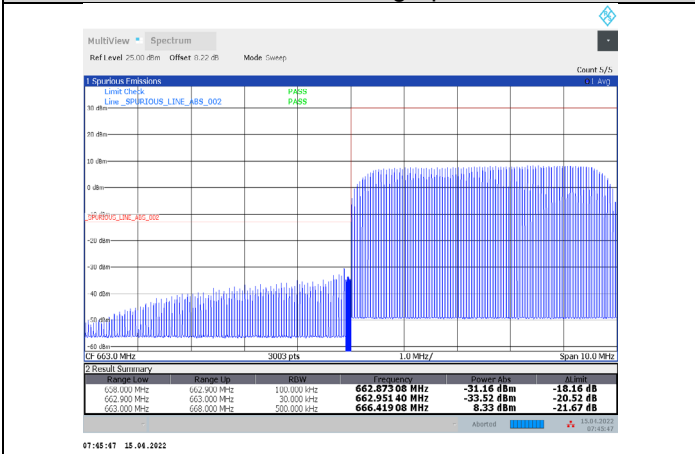 MultiView Spectrum
Ref Level 25.00 dBm Offset 8.22 dB Mode Sweep
Count 5/5
1 Spurious Emissions 1 Avg
Limit Check PASS
Line _SPURIOUS_LINE_ABS_002 PASS
30 dBm
20 dBm
10 dBm
0 dBm
_SPURIOUS_LINE_ABS_002
-20 dBm
-30 dBm
-40 dBm
-50 dBm
-60 dBm
CF 663.0 MHz 3003 pts 1.0 MHz/ Span 10.0 MHz
2 Result Summary
Range Low Range Up RBW Frequency Power Abs ΔLimit
658.000 MHz 662.900 MHz 100.000 kHz 662.87308 MHz -31.16 dBm -18.16 dB
662.900 MHz 663.000 MHz 30.000 kHz 662.95140 MHz -33.52 dBm -20.52 dB
663.000 MHz 668.000 MHz 500.000 kHz 666.41908 MHz 8.33 dBm -21.67 dB
Aborted 15.04.2022
07:45:47
07:45:47 15.04.2022